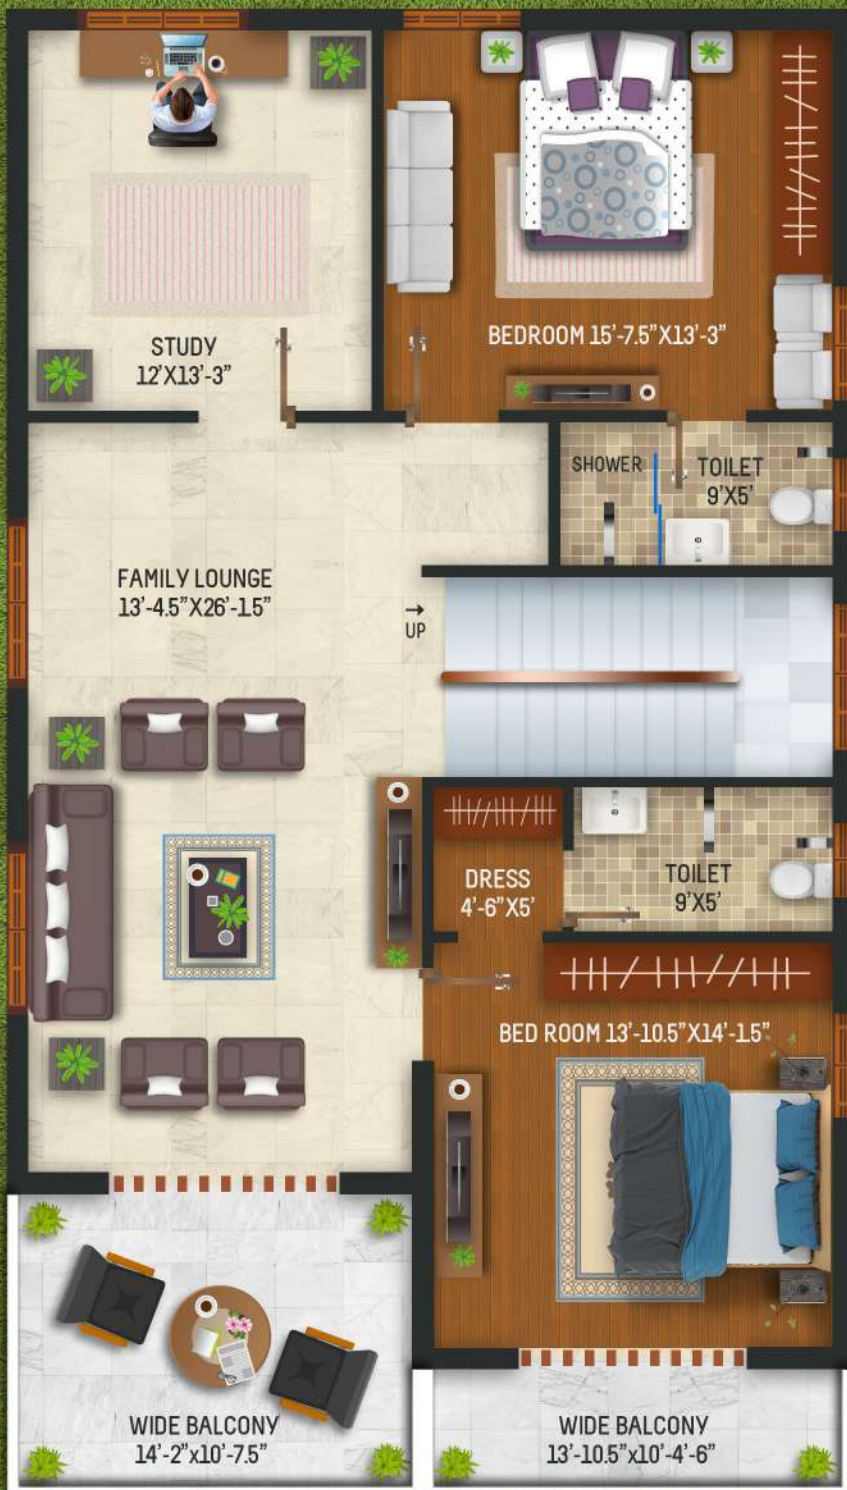 STUDY
12'X13'-3"
BEDROOM 15'-7.5"X13'-3"
SHOWER
TOILET
9'X5'
FAMILY LOUNGE
13'-4.5"X26'-1.5"
→
UP
DRESS
4'-6"X5'
TOILET
9'X5'
BED ROOM 13'-10.5"X14'-1.5"
WIDE BALCONY
14'-2"x10'-7.5"
WIDE BALCONY
13'-10.5"x10'-4'-6"